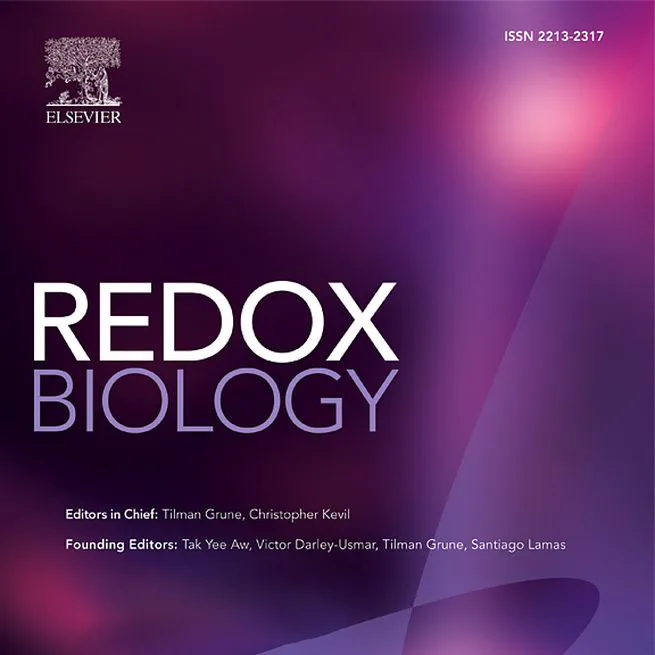 ISSN 2213-2317
ELSEVIER
REDOX
BIOLOGY
Editors in Chief: Tilman Grune, Christopher Kevil
Founding Editors: Tak Yee Aw, Victor Darley-Usmar, Tilman Grune, Santiago Lamas